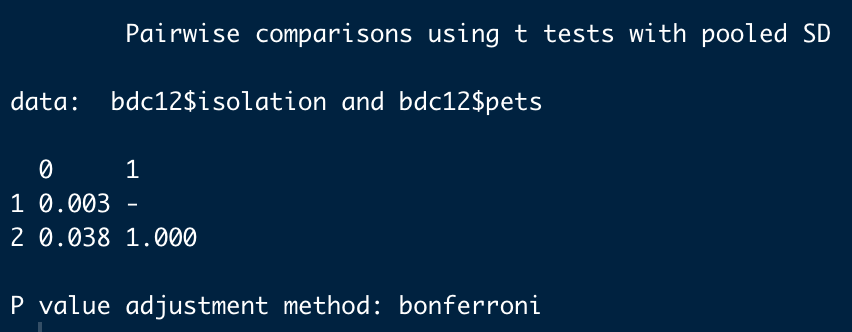 Pairwise comparisons using t tests with pooled SD
data:  bdc12$isolation and bdc12$pets
  0     1
1 0.003 -
2 0.038 1.000
P value adjustment method: bonferroni